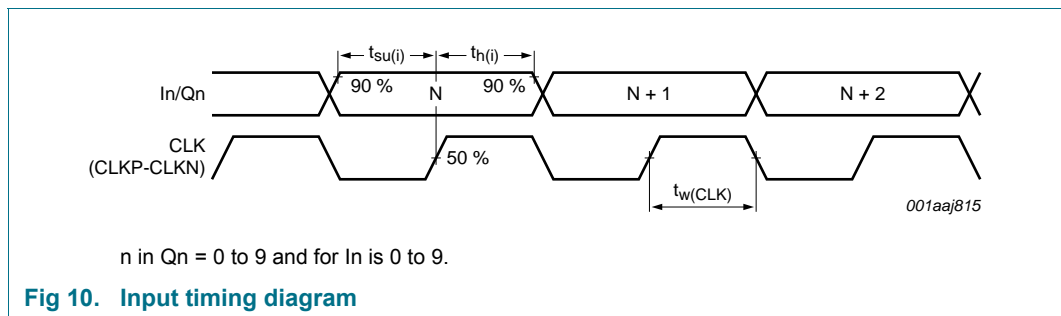 tsu(i) th(i)
In/Qn 90 % N 90 % N + 1 N + 2
CLK
(CLKP-CLKN) 50 %
tw(CLK)
001aaj815
n in Qn = 0 to 9 and for In is 0 to 9.
Fig 10. Input timing diagram